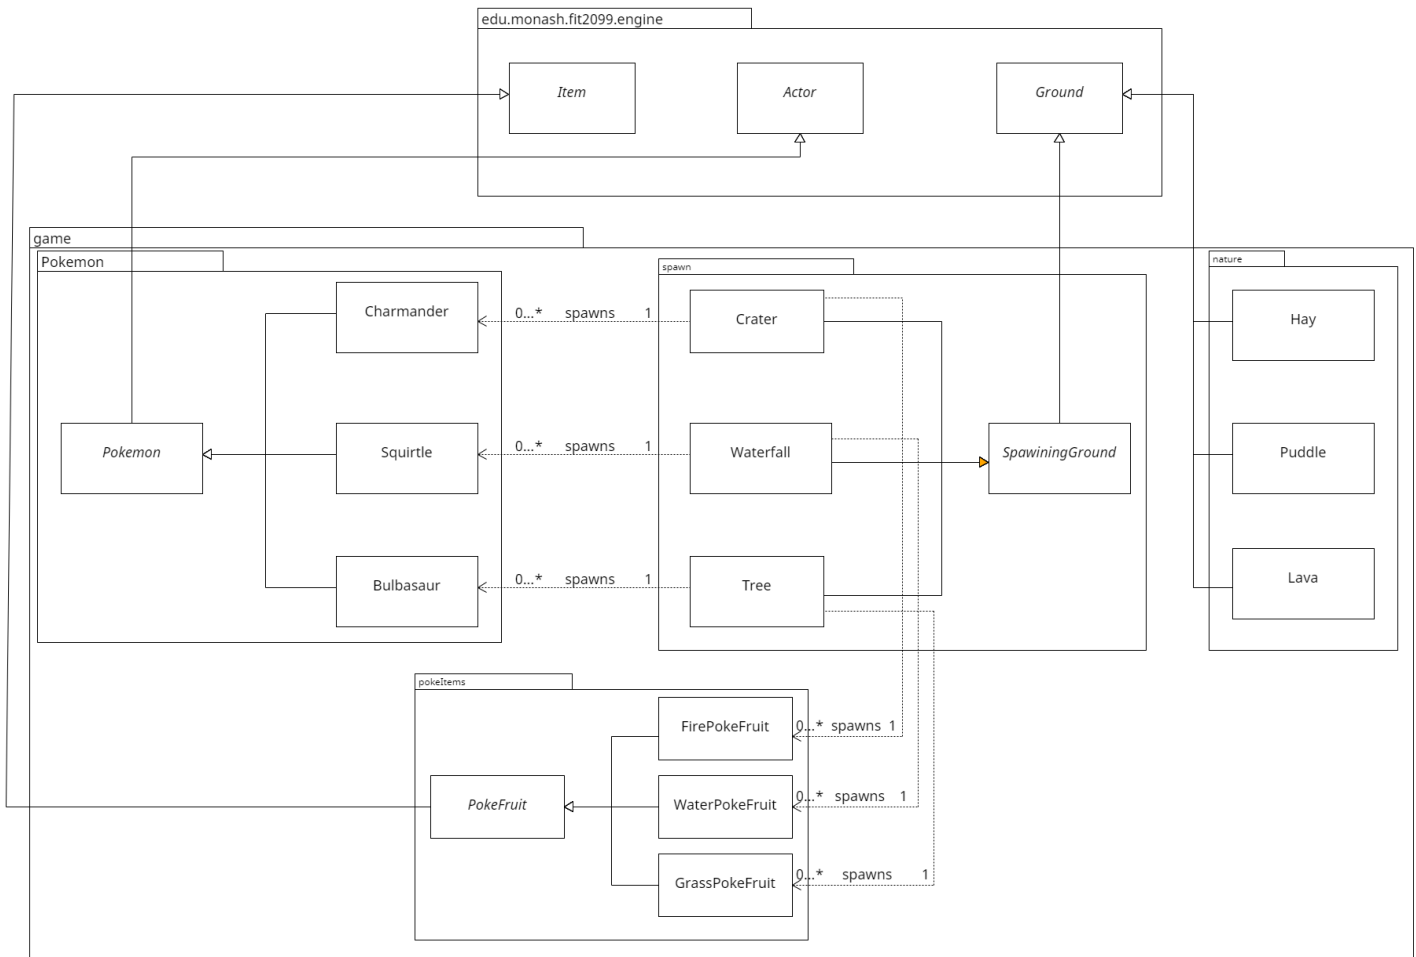 edu.monash.fit2099.engine
Item
Actor
Ground
game
Pokemon
spawn
nature
Charmander
0...* spawns 1
Crater
Hay
Pokemon
Squirtle
0...* spawns 1
Waterfall
SpawiningGround
Puddle
Bulbasaur
0...* spawns 1
Tree
Lava
pokeItems
FirePokeFruit
0...* spawns 1
PokeFruit
WaterPokeFruit
0...* spawns 1
GrassPokeFruit
0...* spawns 1